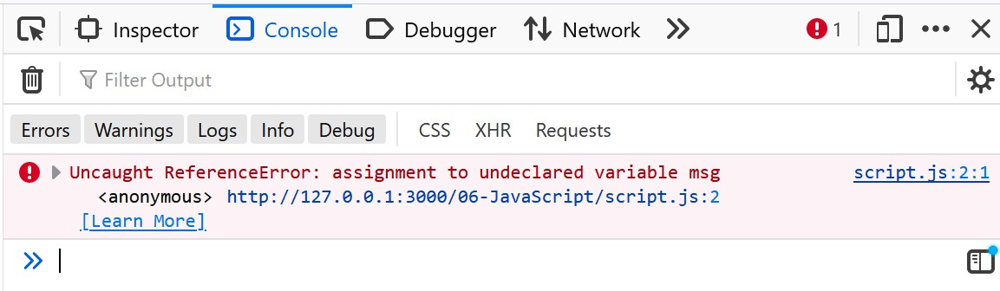 Inspector Console Debugger Network 1
Filter Output
Errors Warnings Logs Info Debug CSS XHR Requests
Uncaught ReferenceError: assignment to undeclared variable msg script.js:2:1
<anonymous> http://127.0.0.1:3000/06-JavaScript/script.js:2
[Learn More]